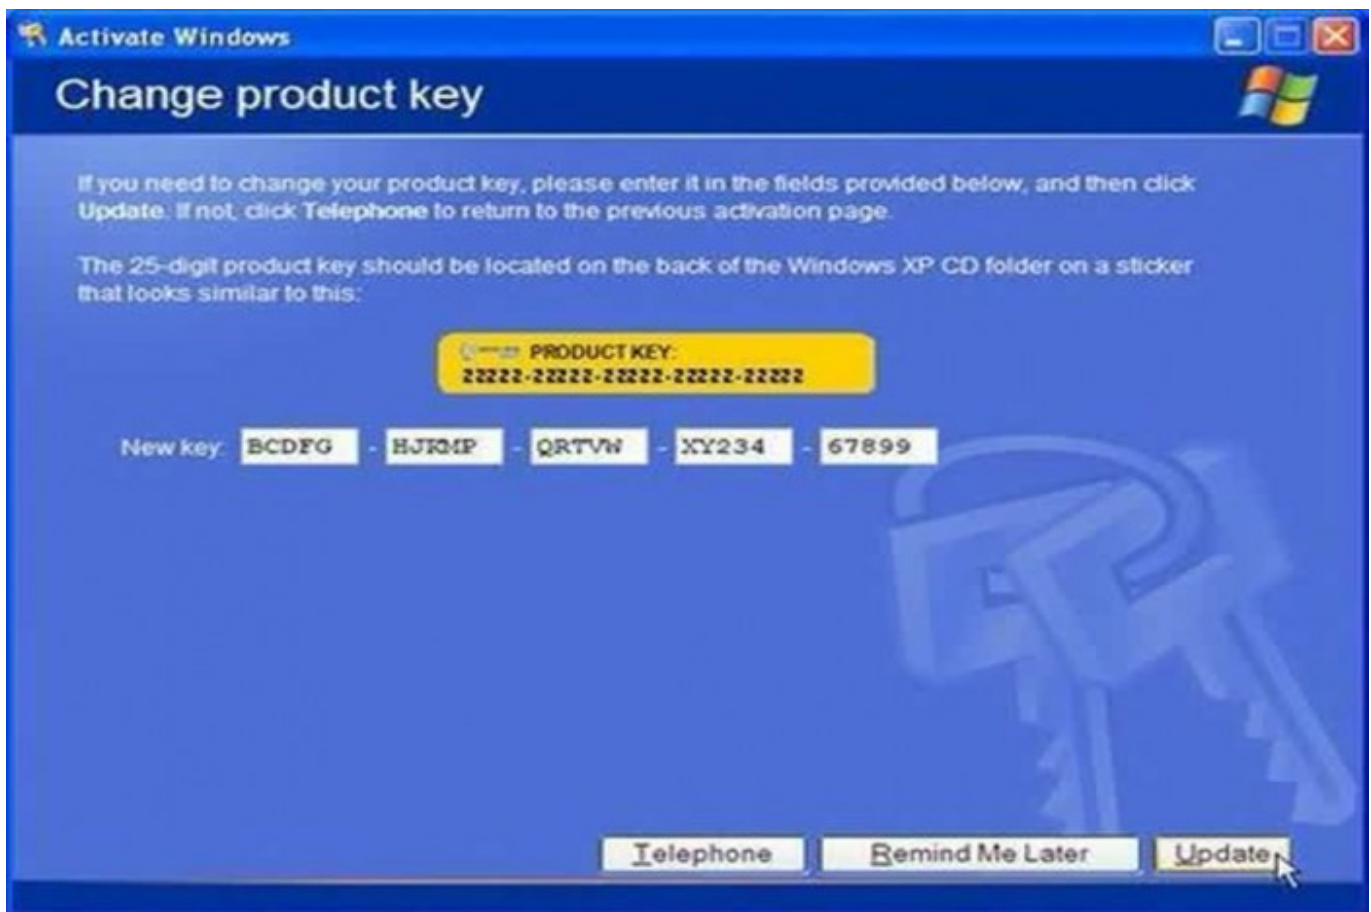 Activate Windows
Change product key
If you need to change your product key, please enter it in the fields provided below, and then click
Update. If not, click Telephone to return to the previous activation page.
The 25-digit product key should be located on the back of the Windows XP CD folder on a sticker
that looks similar to this:
PRODUCT KEY:
22222-22222-22222-22222-22222
New key: BCDFG - HJKMP - QRTVW - XY234 - 67899
Telephone Remind Me Later Update